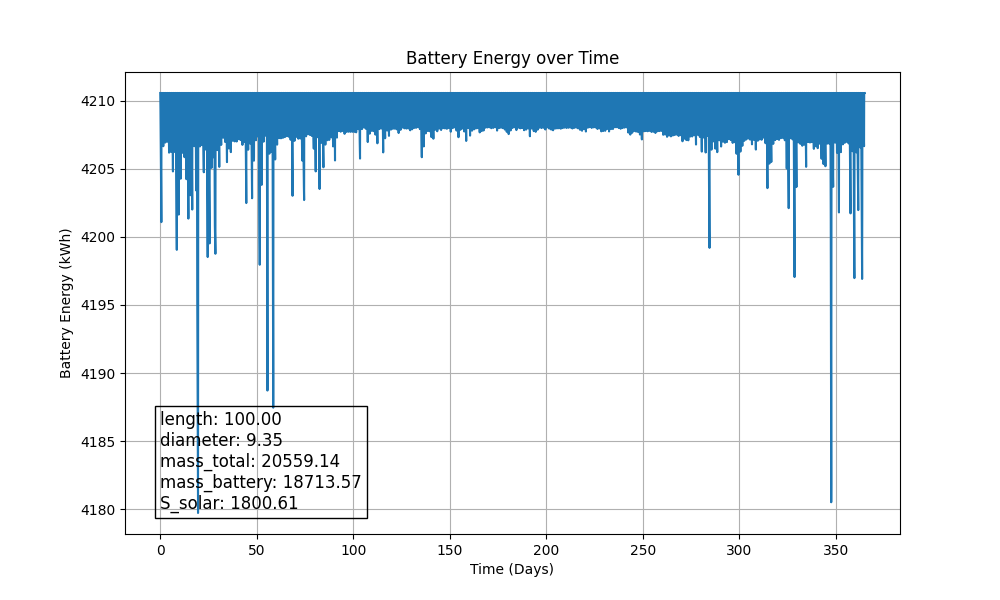 Battery Energy over Time
Battery Energy (kWh)
4210
4205
4200
4195
4190
4185
4180
length: 100.00
diameter: 9.35
mass_total: 20559.14
mass_battery: 18713.57
S_solar: 1800.61
0 50 100 150 200 250 300 350
Time (Days)